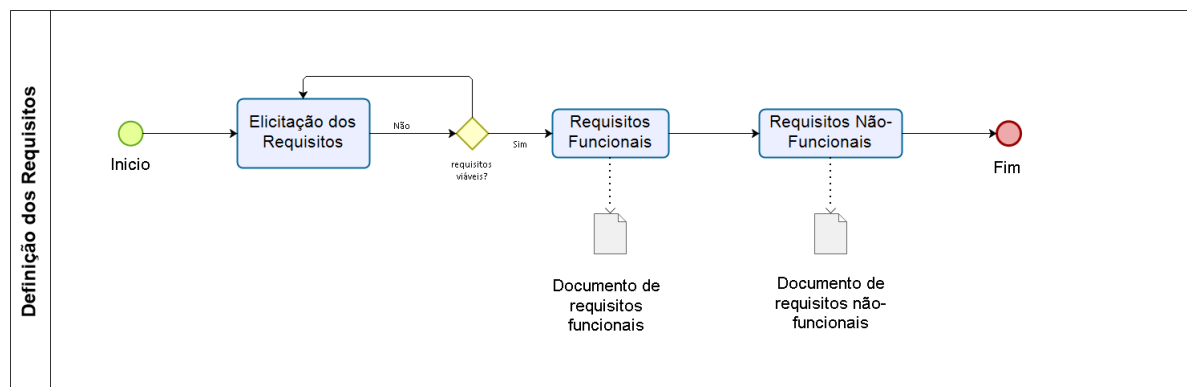 Definição dos Requisitos
Inicio
Elicitação dos
Requisitos
Não
requisitos
viáveis?
Sim
Requisitos
Funcionais
Requisitos Não-
Funcionais
Fim
Documento de
requisitos
funcionais
Documento de
requisitos não-
funcionais